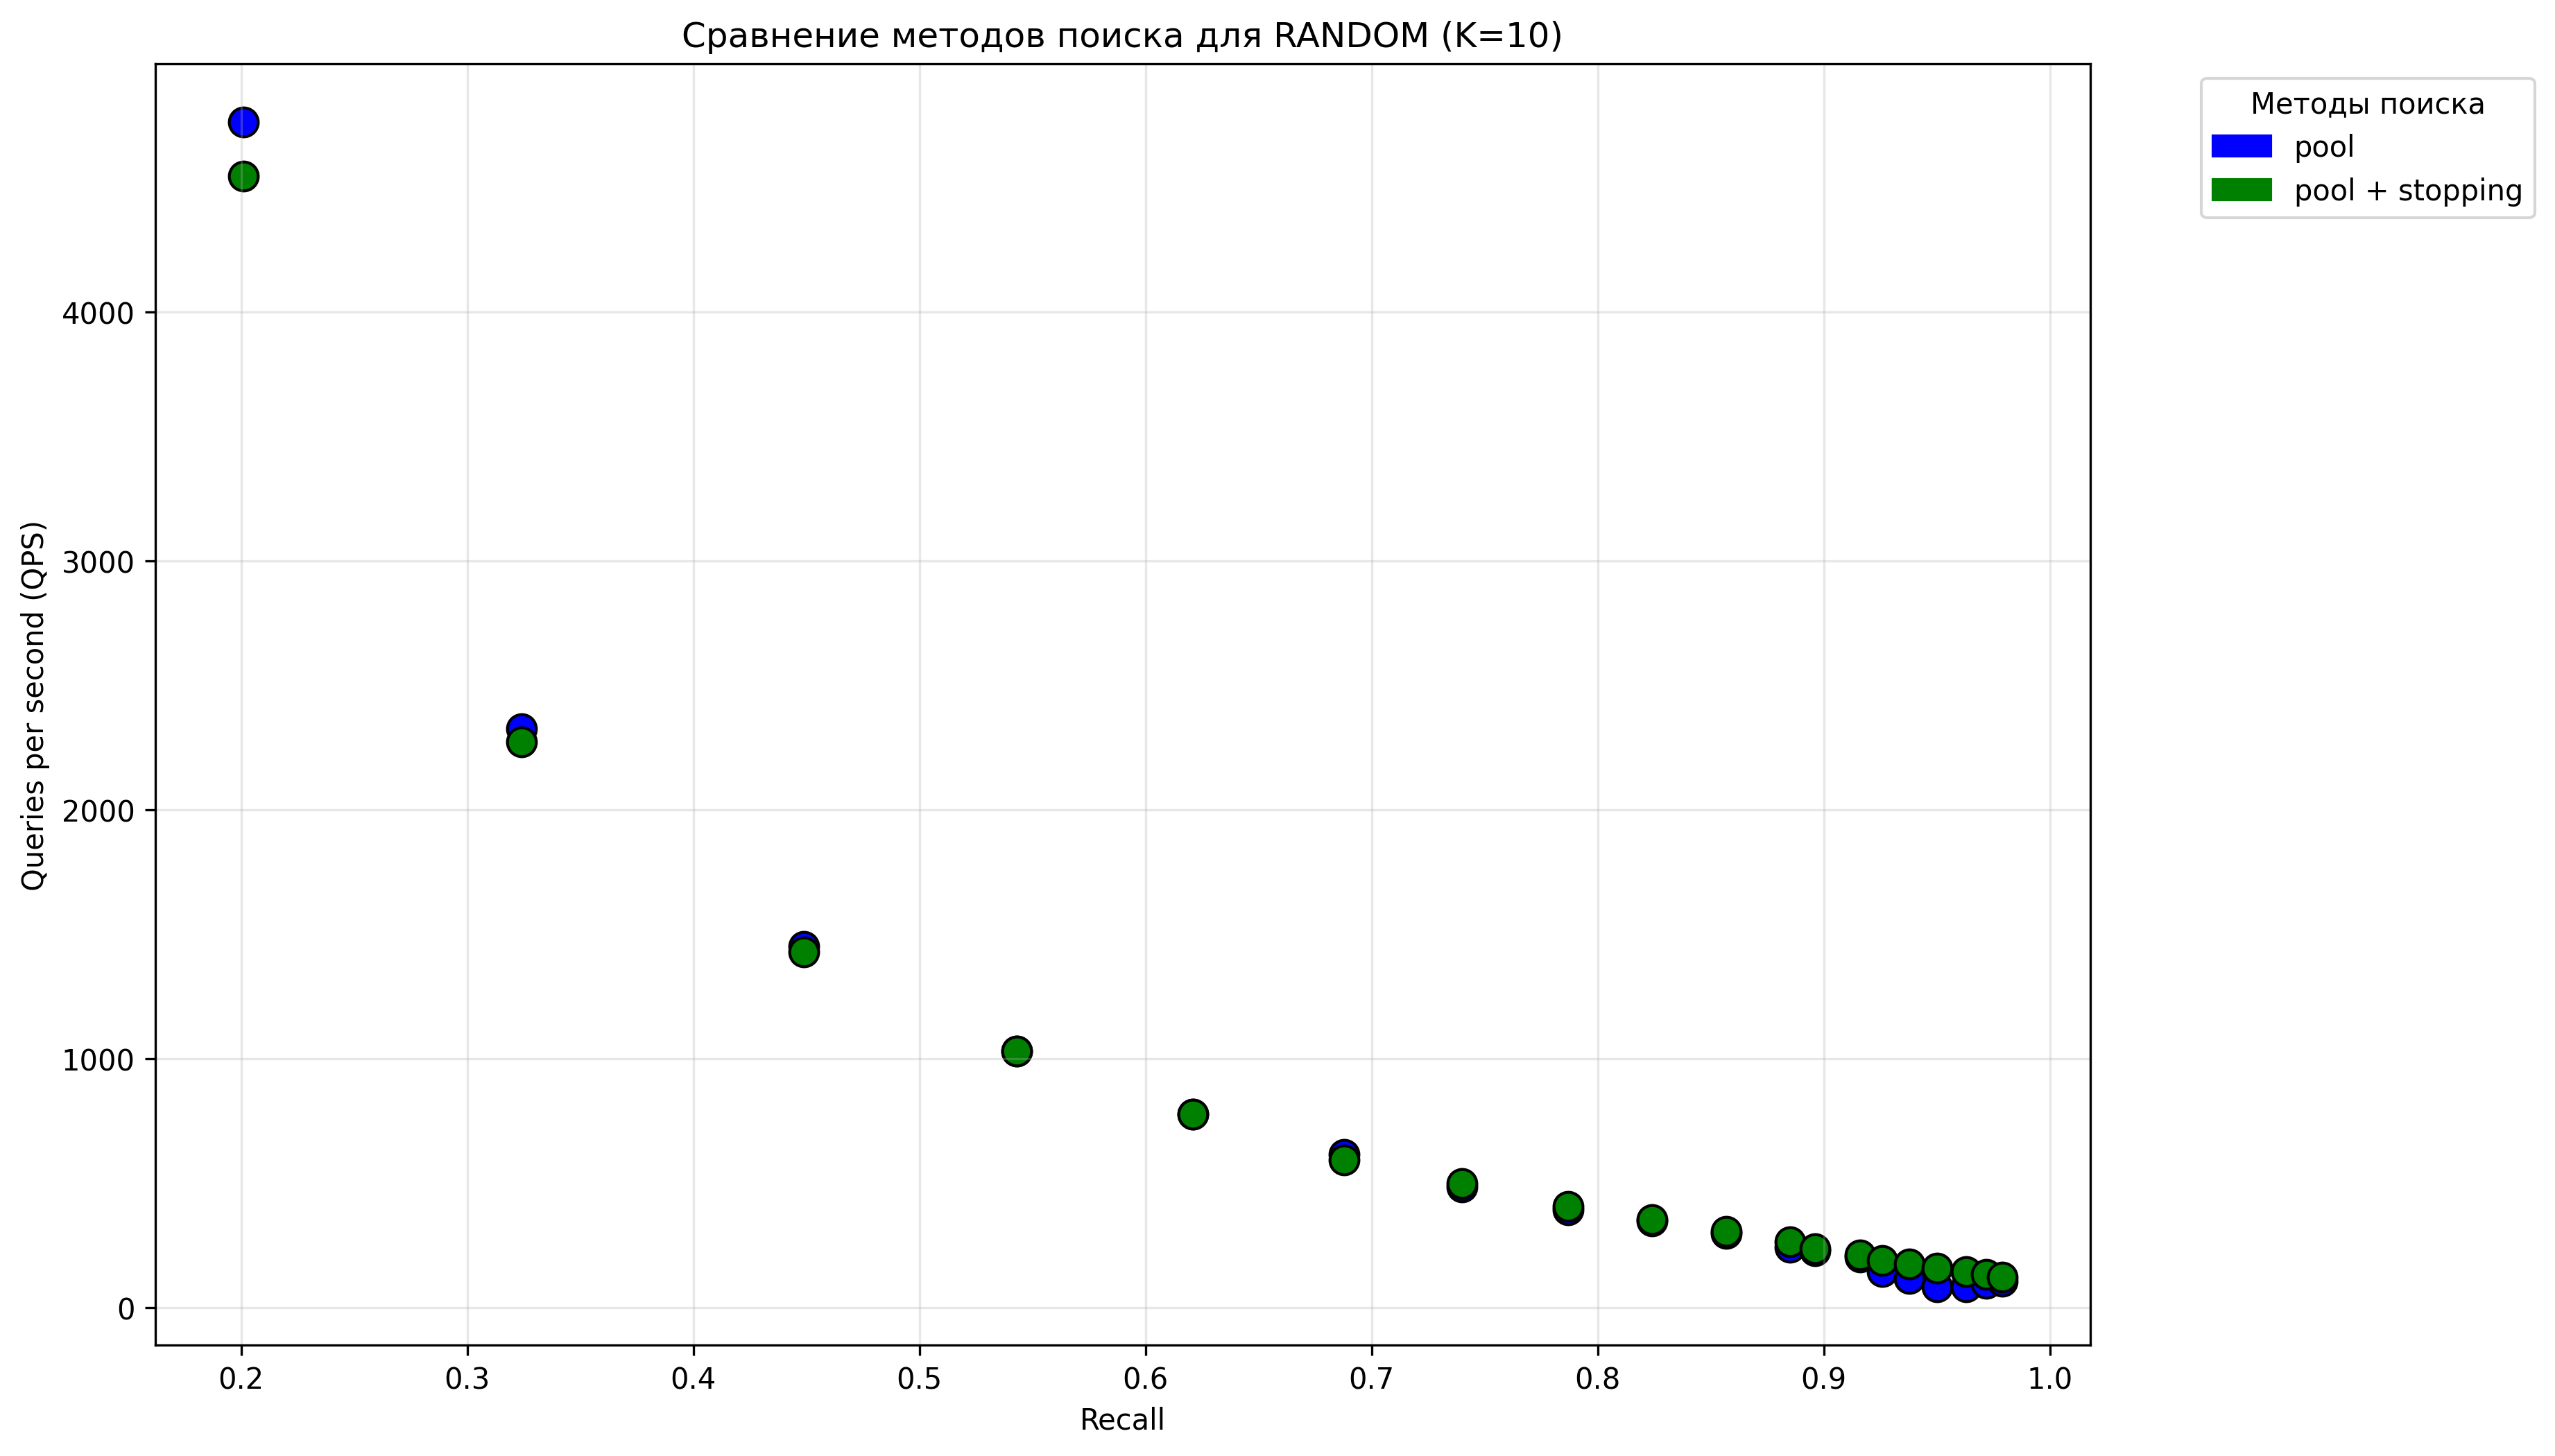 Сравнение методов поиска для RANDOM (K=10)
Методы поиска
pool
pool + stopping
Queries per second (QPS)
4000
3000
2000
1000
0
0.2 0.3 0.4 0.5 0.6 0.7 0.8 0.9 1.0
Recall